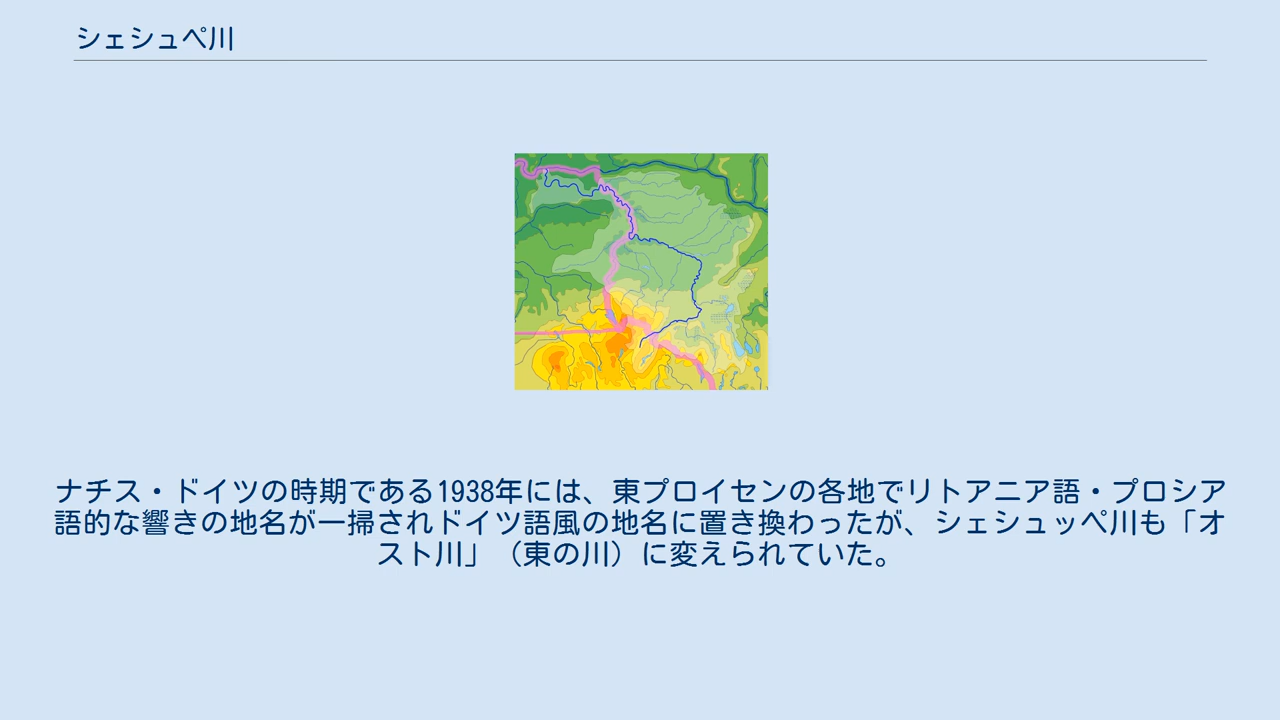 シェシュペ川
ナチス・ドイツの時期である1938年には、東プロイセンの各地でリトアニア語・プロシア
語的な響きの地名が一掃されドイツ語風の地名に置き換わったが、シェシュッペ川も「オ
スト川」（東の川）に変えられていた。